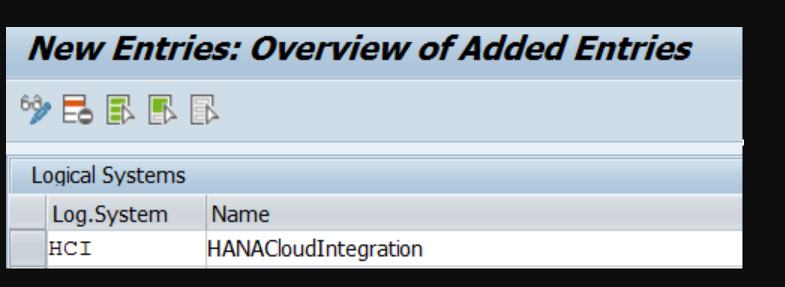 New Entries: Overview of Added Entries
Logical Systems
Log.System Name
HCI HANACloudIntegration